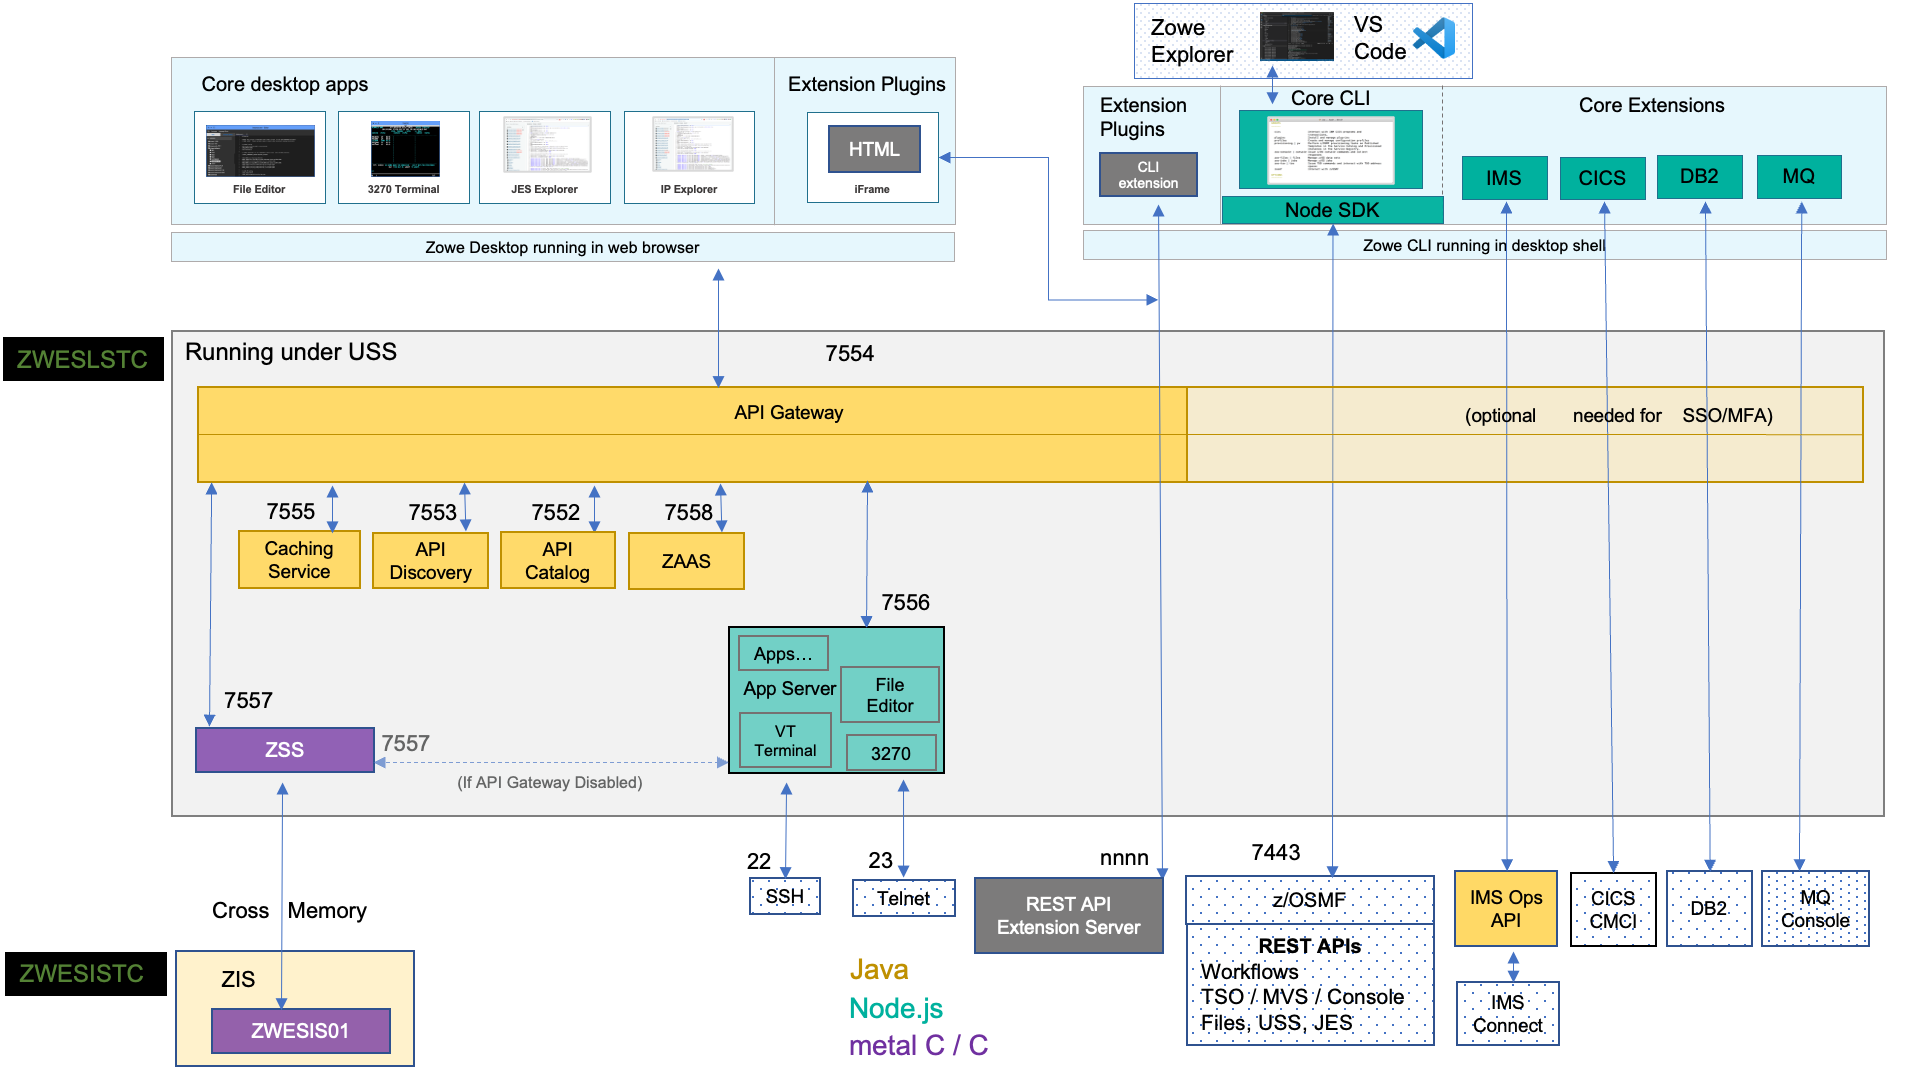 Zowe
Explorer
VS
Code
Core desktop apps
Extension Plugins
File Editor
3270 Terminal
JES Explorer
IP Explorer
HTML
iFrame
Zowe Desktop running in web browser
Extension
Plugins
CLI
extension
Core CLI
Node SDK
Core Extensions
IMS
CICS
DB2
MQ
Zowe CLI running in desktop shell
ZWESLSTC
Running under USS
7554
API Gateway
(optional needed for SSO/MFA)
7555
7553
7552
7558
Caching
Service
API
Discovery
API
Catalog
ZAAS
7556
Apps...
App Server
File
Editor
VT
Terminal
3270
7557
ZSS
7557
(If API Gateway Disabled)
22
SSH
23
Telnet
nnnn
REST API
Extension Server
7443
z/OSMF
REST APIs
Workflows
TSO / MVS / Console
Files, USS, JES
IMS Ops
API
IMS
Connect
CICS
CMCI
DB2
MQ
Console
Cross Memory
ZWESISTC
ZIS
ZWESIS01
Java
Node.js
metal C / C